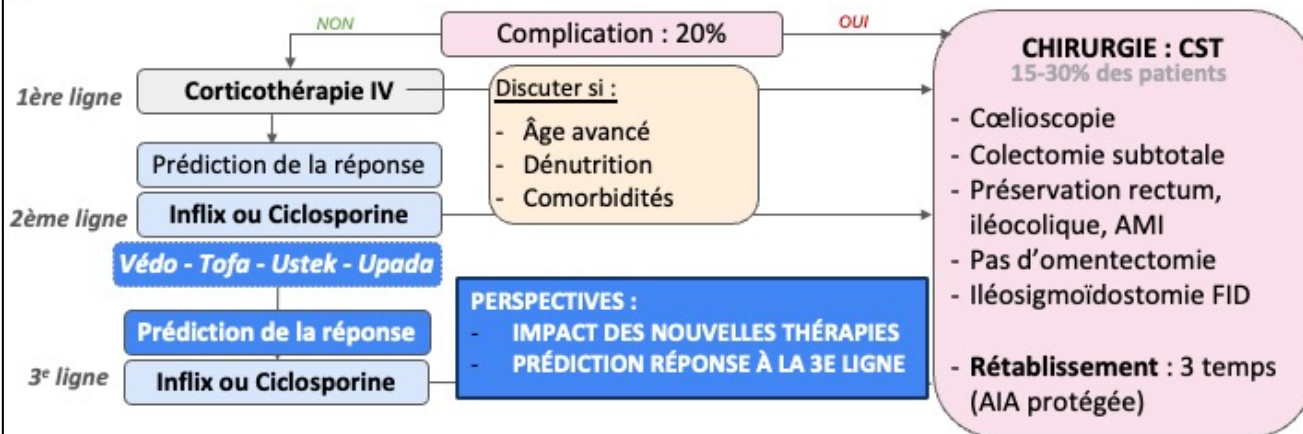 NON
Complication : 20%
OUI
1ère ligne
Corticothérapie IV
Discuter si :
- Âge avancé
- Dénutrition
- Comorbidités
Prédiction de la réponse
2ème ligne
Inflix ou Ciclosporine
Védo - Tofa - Ustek - Upada
Prédiction de la réponse
3e ligne
Inflix ou Ciclosporine
PERSPECTIVES :
- IMPACT DES NOUVELLES THÉRAPIES
- PRÉDICTION RÉPONSE À LA 3E LIGNE
CHIRURGIE : CST
15-30% des patients
- Cœlioscopie
- Colectomie subtotale
- Préservation rectum,
iléocolique, AMI
- Pas d'omentectomie
- Iléosigmoïdostomie FID
- Rétablissement : 3 temps
(AIA protégée)